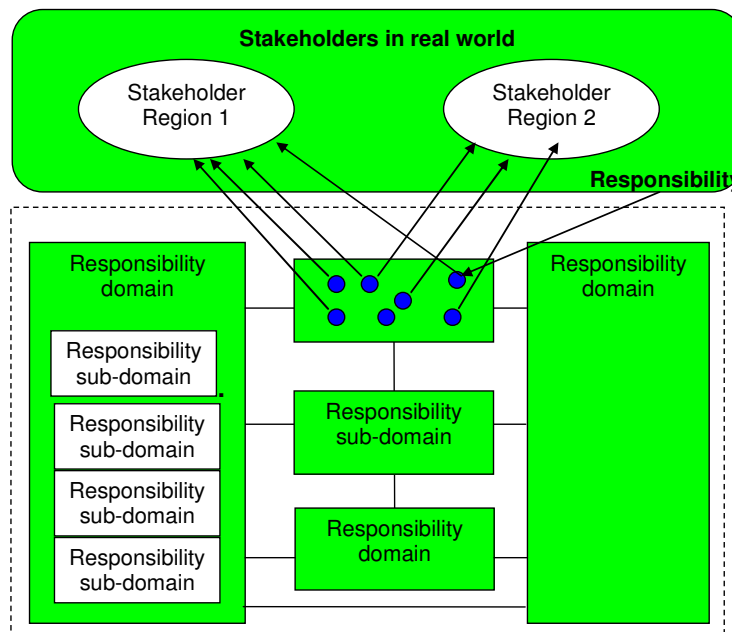 Stakeholders in real world
Stakeholder
Region 1
Stakeholder
Region 2
Responsibility
Responsibility
domain
Responsibility
domain
Responsibility
sub-domain
Responsibility
sub-domain
Responsibility
sub-domain
Responsibility
sub-domain
Responsibility
sub-domain
Responsibility
domain